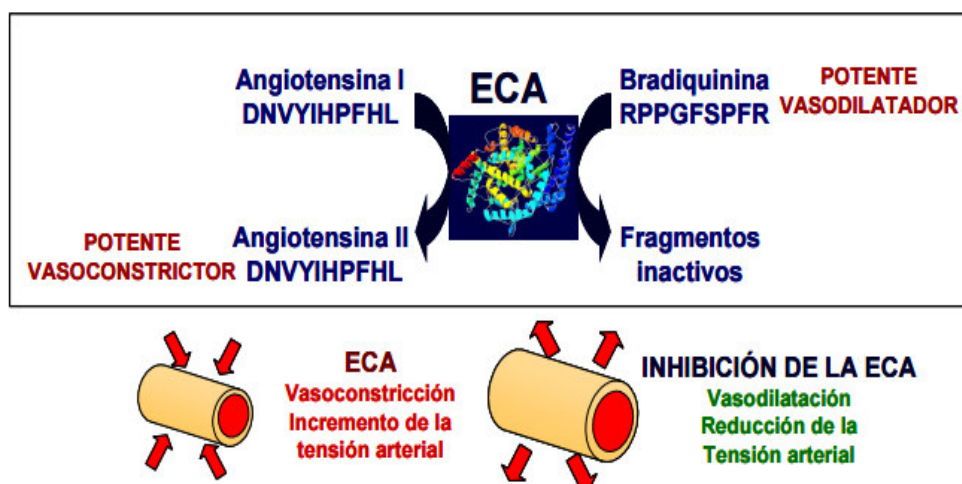 Angiotensina I
DNVYIHPFHL
ECA
Bradiquinina
RPPGFSPFR
POTENTE
VASODILATADOR
POTENTE
VASOCONSTRICTOR
Angiotensina II
DNVYIHPFHL
Fragmentos
inactivos
ECA
Vasoconstricción
Incremento de la
tensión arterial
INHIBICIÓN DE LA ECA
Vasodilatación
Reducción de la
Tensión arterial